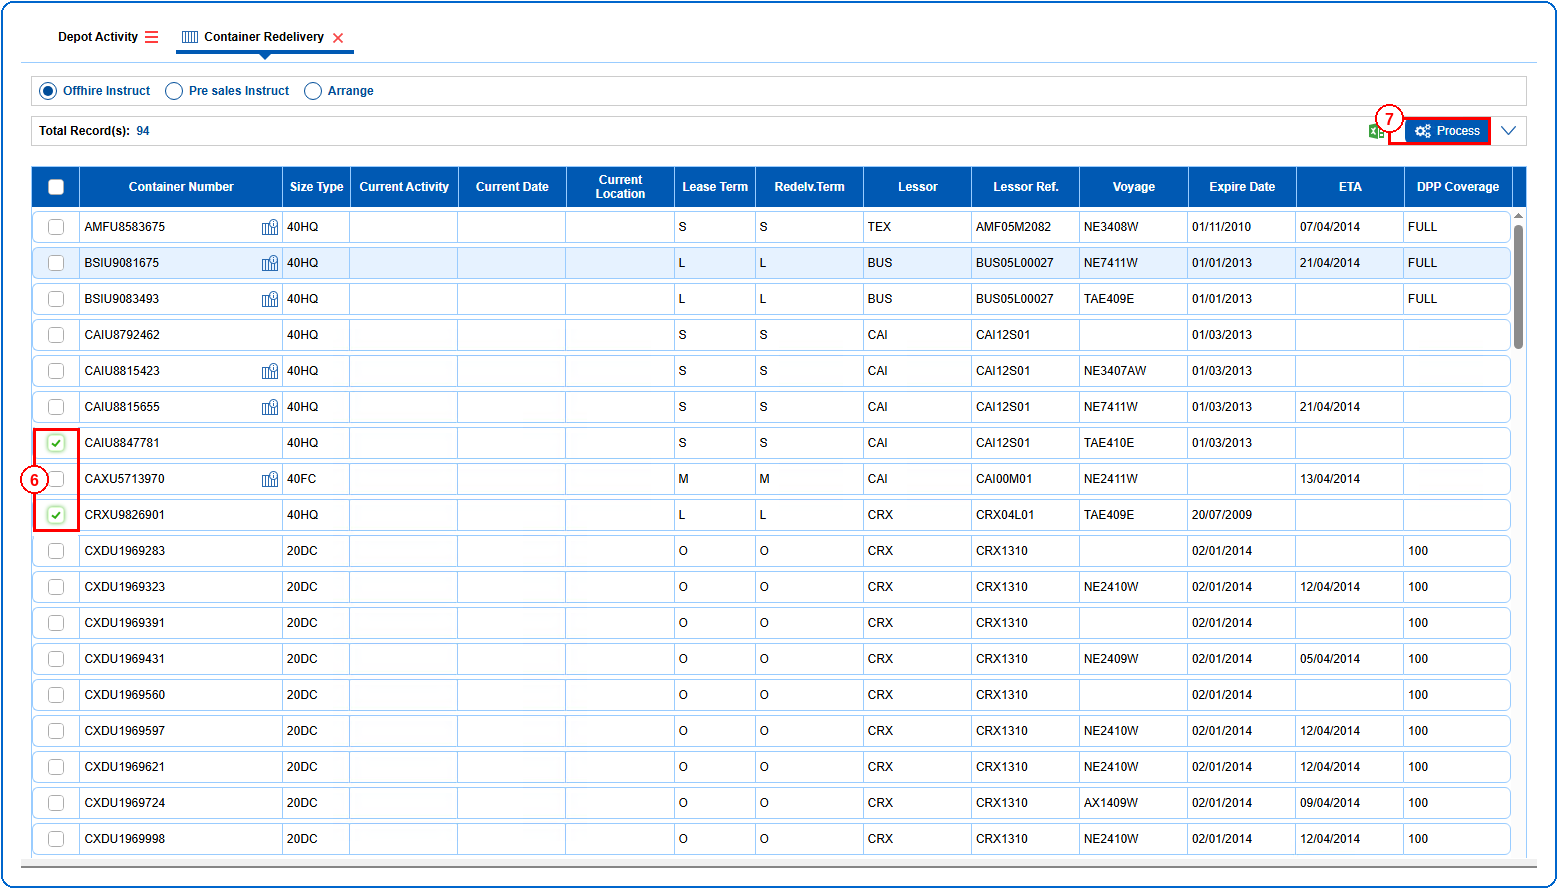 Depot Activity Container Redelivery
Offhire Instruct Pre sales Instruct Arrange
Total Record(s): 94 7 Process
Container Number Size Type Current Activity Current Date Current Location Lease Term Redelv.Term Lessor Lessor Ref. Voyage Expire Date ETA DPP Coverage
AMFU8583675 40HQ S S TEX AMF05M2082 NE3408W 01/11/2010 07/04/2014 FULL
BSIU9081675 40HQ L L BUS BUS05L00027 NE7411W 01/01/2013 21/04/2014 FULL
BSIU9083493 40HQ L L BUS BUS05L00027 TAE409E 01/01/2013 FULL
CAIU8792462 40HQ S S CAI CAI12S01 01/03/2013
CAIU8815423 40HQ S S CAI CAI12S01 NE3407AW 01/03/2013
CAIU8815655 40HQ S S CAI CAI12S01 NE7411W 01/03/2013 21/04/2014
CAIU8847781 40HQ S S CAI CAI12S01 TAE410E 01/03/2013
6 CAXU5713970 40FC M M CAI CAI00M01 NE2411W 13/04/2014
CRXU9826901 40HQ L L CRX CRX04L01 TAE409E 20/07/2009
CXDU1969283 20DC O O CRX CRX1310 02/01/2014 100
CXDU1969323 20DC O O CRX CRX1310 NE2410W 02/01/2014 12/04/2014 100
CXDU1969391 20DC O O CRX CRX1310 02/01/2014 100
CXDU1969431 20DC O O CRX CRX1310 NE2409W 02/01/2014 05/04/2014 100
CXDU1969560 20DC O O CRX CRX1310 02/01/2014 100
CXDU1969597 20DC O O CRX CRX1310 NE2410W 02/01/2014 12/04/2014 100
CXDU1969621 20DC O O CRX CRX1310 NE2410W 02/01/2014 12/04/2014 100
CXDU1969724 20DC O O CRX CRX1310 AX1409W 02/01/2014 09/04/2014 100
CXDU1969998 20DC O O CRX CRX1310 NE2410W 02/01/2014 12/04/2014 100